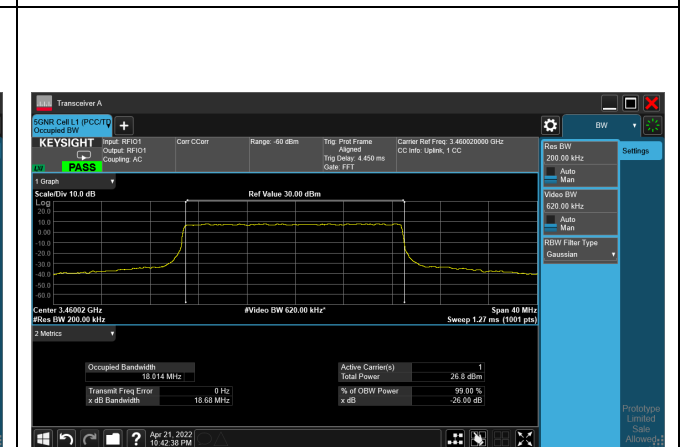 Transceiver A
5GNR Cell L1 (PCC/TD
Occupied BW
BW
KEYSIGHT
Input: RFIO1
Output: RFIO1
Coupling: AC
Corr CCorr
Range: -60 dBm
Trig: Prot Frame
Aligned
Trig Delay: 4.450 ms
Gate: FFT
Carrier Ref Freq: 3.460020000 GHz
CC Info: Uplink, 1 CC
PASS
Res BW
200.00 kHz
Auto
Man
Video BW
620.00 kHz
Auto
Man
RBW Filter Type
Gaussian
Settings
1 Graph
Scale/Div 10.0 dB
Ref Value 30.00 dBm
Log
20.0
10.0
0.00
-10.0
-20.0
-30.0
-40.0
-50.0
-60.0
Center 3.46002 GHz
#Video BW 620.00 kHz*
Span 40 MHz
#Res BW 200.00 kHz
Sweep 1.27 ms (1001 pts)
2 Metrics
Occupied Bandwidth
18.014 MHz
Active Carrier(s) 1
Total Power 26.8 dBm
Transmit Freq Error 0 Hz
x dB Bandwidth 18.68 MHz
% of OBW Power 99.00 %
x dB -26.00 dB
Prototype
Limited
Sale
Allowed
Apr 21, 2022
10:42:38 PM